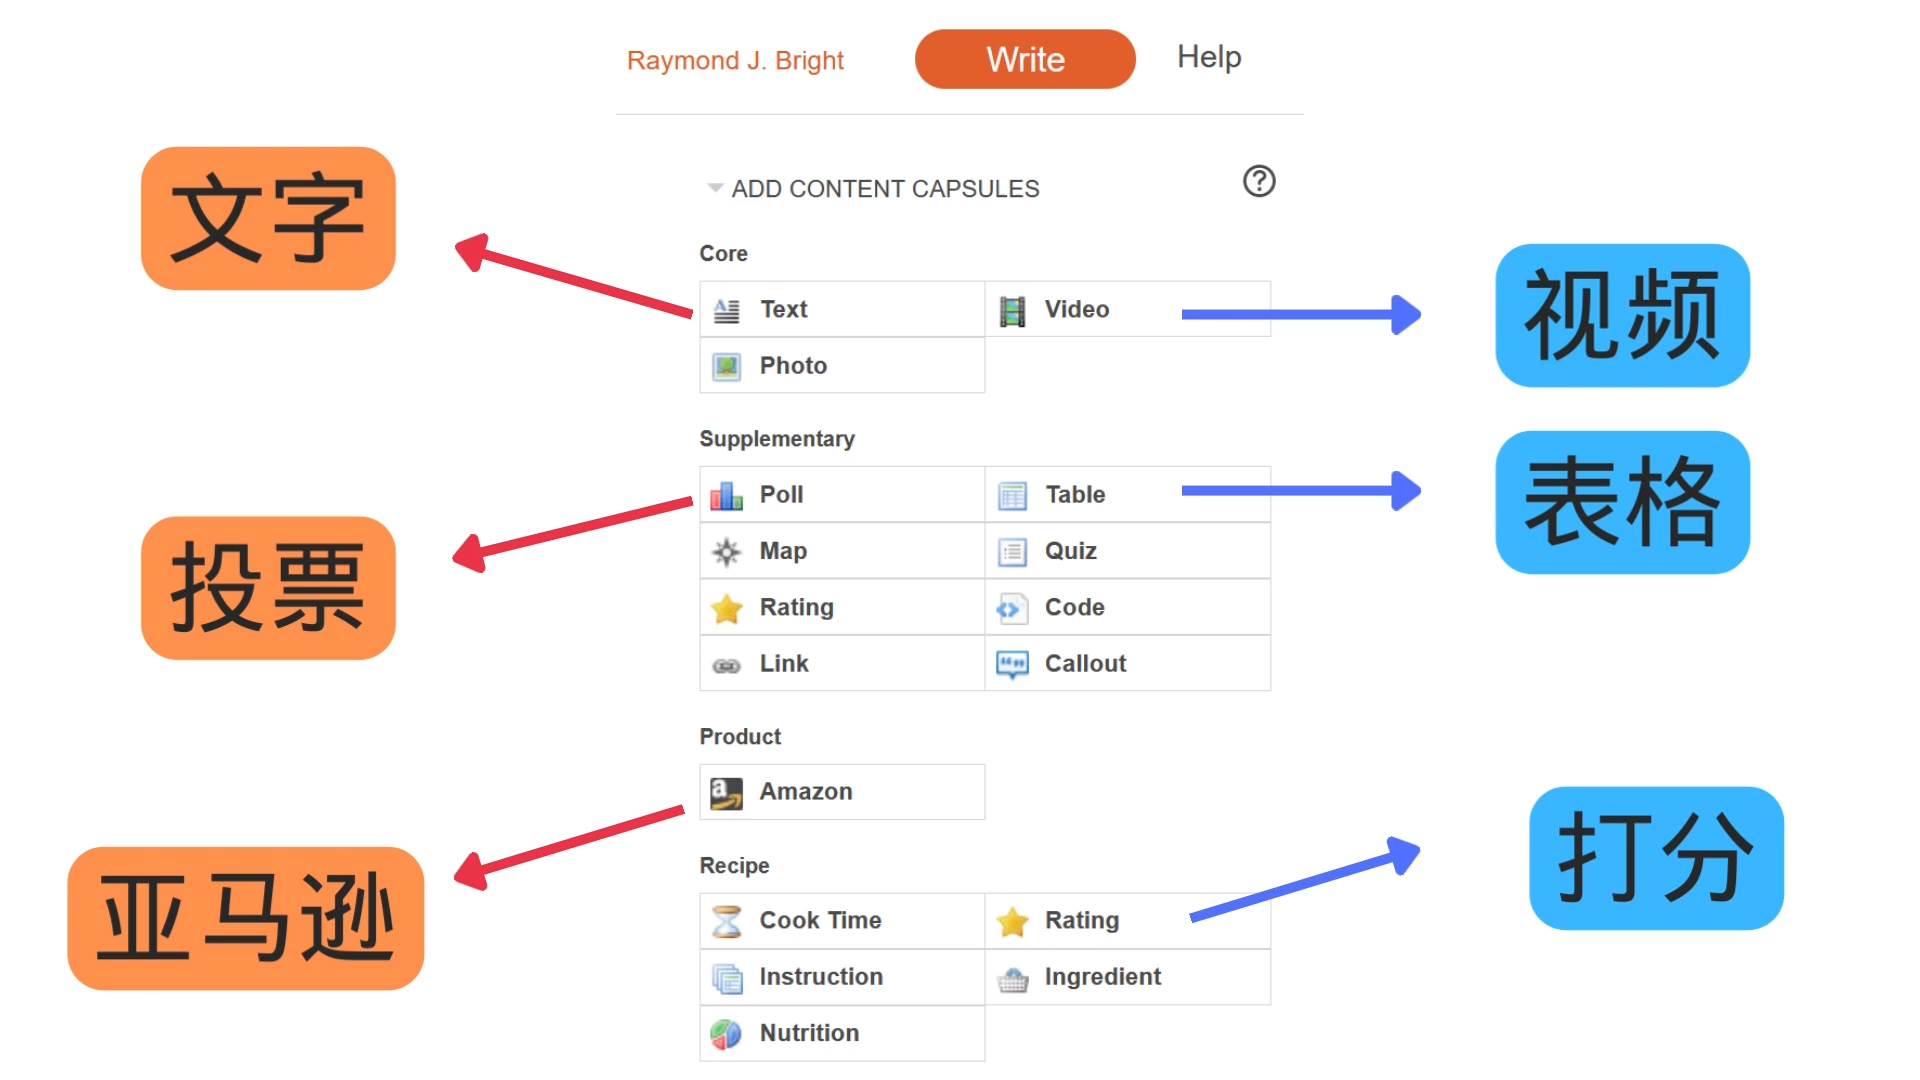 Raymond J. Bright Write Help
ADD CONTENT CAPSULES ?
文字
Core
视频
Text Video
Photo
Supplementary
表格
Poll Table
投票
Map Quiz
Rating Code
Link Callout
Product
Amazon
打分
Recipe
亚马逊
Cook Time Rating
Instruction Ingredient
Nutrition